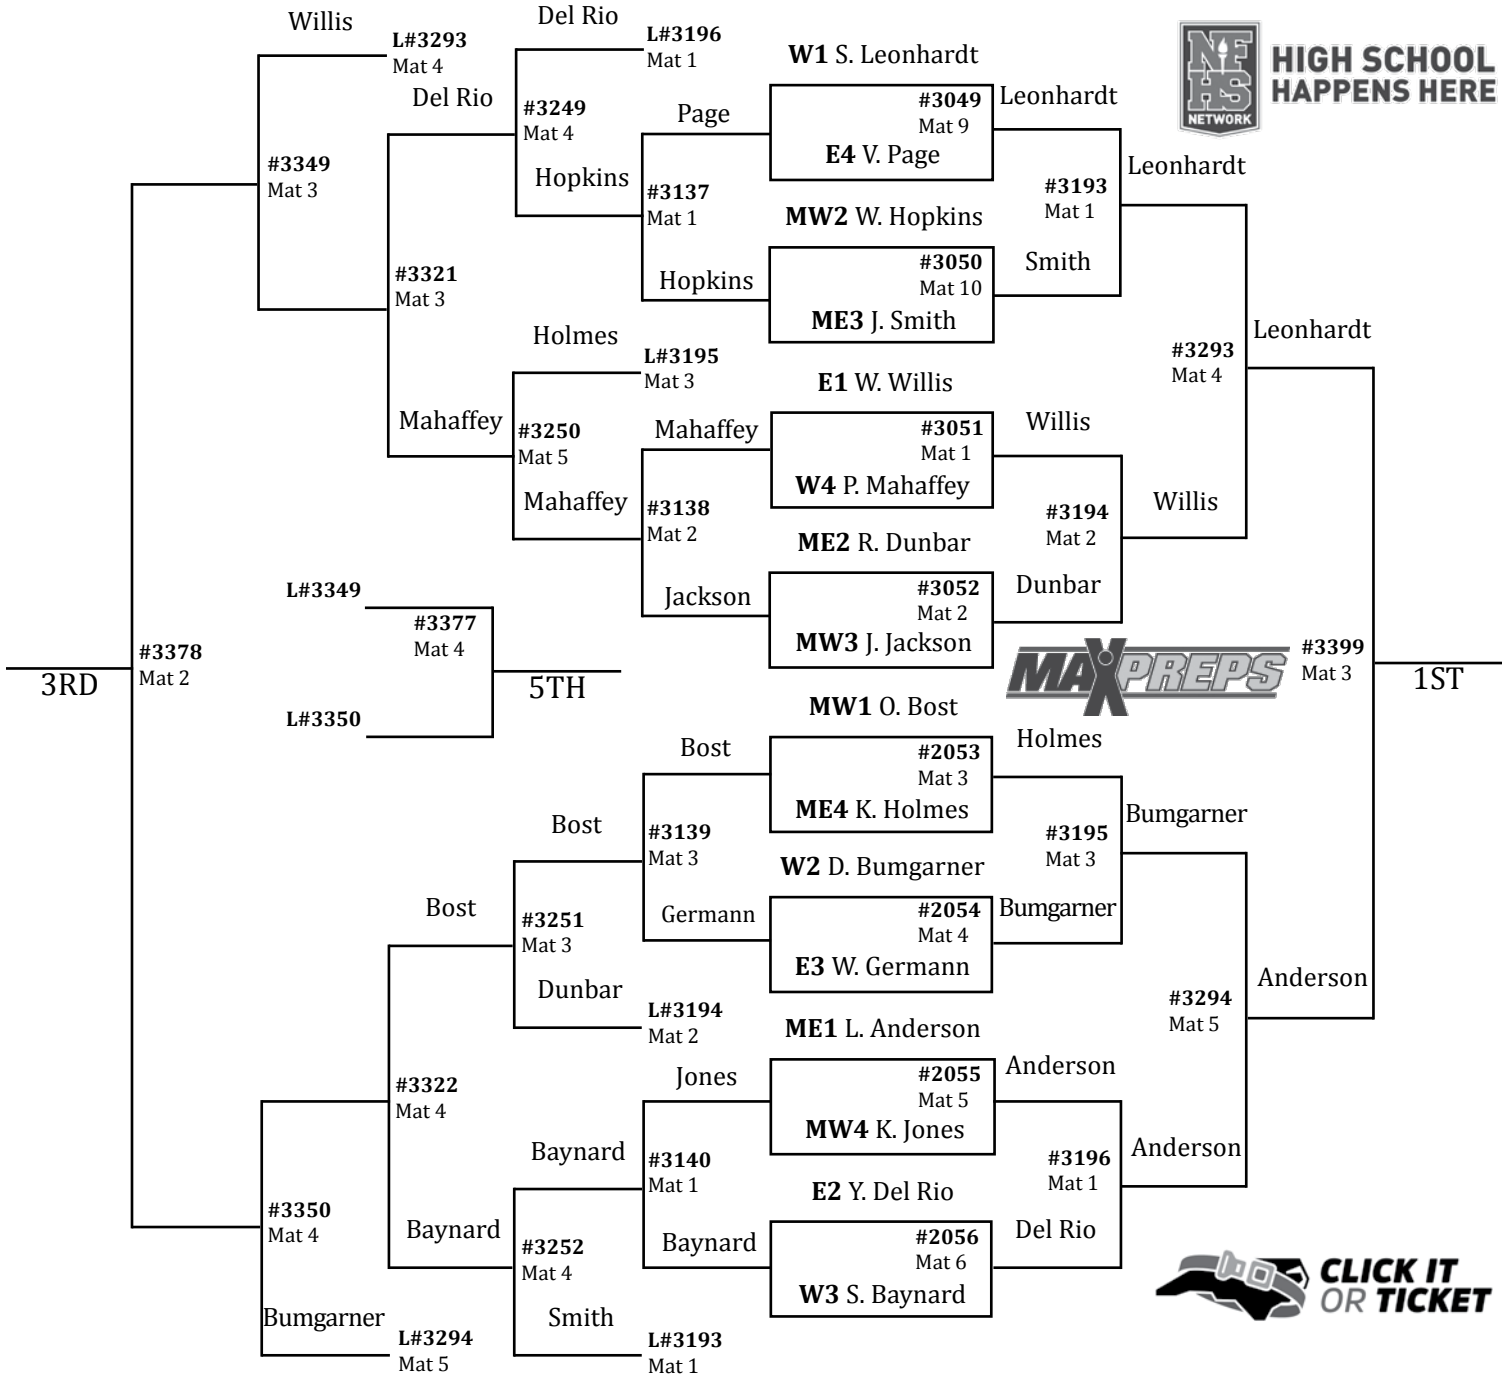 Willis
L#3293
Mat 4
Del Rio
L#3196
Mat 1
W1 S. Leonhardt
NFHS
NETWORK
HIGH SCHOOL
HAPPENS HERE
Del Rio
#3249
Mat 4
Page
#3049
Mat 9
Leonhardt
E4 V. Page
#3349
Mat 3
Hopkins
#3137
Mat 1
#3193
Mat 1
Leonhardt
MW2 W. Hopkins
#3321
Mat 3
Hopkins
#3050
Mat 10
Smith
ME3 J. Smith
Holmes
L#3195
Mat 3
#3293
Mat 4
Leonhardt
E1 W. Willis
Mahaffey
#3250
Mat 5
Mahaffey
#3051
Mat 1
Willis
W4 P. Mahaffey
Mahaffey
#3138
Mat 2
#3194
Mat 2
Willis
ME2 R. Dunbar
L#3349
#3377
Mat 4
Jackson
#3052
Mat 2
Dunbar
MW3 J. Jackson
#3378
Mat 2
3RD
5TH
L#3350
MAXPREPS
#3399
Mat 3
1ST
MW1 O. Bost
Bost
#2053
Mat 3
Holmes
ME4 K. Holmes
Bost
#3139
Mat 3
#3195
Mat 3
Bumgarner
W2 D. Bumgarner
Bost
#3251
Mat 3
Germann
#2054
Mat 4
Bumgarner
E3 W. Germann
Dunbar
L#3194
Mat 2
#3294
Mat 5
Anderson
ME1 L. Anderson
#3322
Mat 4
Jones
#2055
Mat 5
Anderson
MW4 K. Jones
Baynard
#3140
Mat 1
#3196
Mat 1
Anderson
E2 Y. Del Rio
#3350
Mat 4
Baynard
#3252
Mat 4
Baynard
#2056
Mat 6
Del Rio
W3 S. Baynard
Bumgarner
L#3294
Mat 5
Smith
L#3193
Mat 1
CLICK IT
OR TICKET